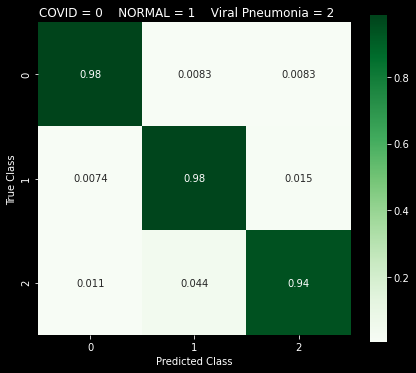 COVID = 0    NORMAL = 1    Viral Pneumonia = 2
0.98 0.0083 0.0083
0.0074 0.98 0.015
0.011 0.044 0.94
0
1
2
True Class
0 1 2
Predicted Class
0.8
0.6
0.4
0.2